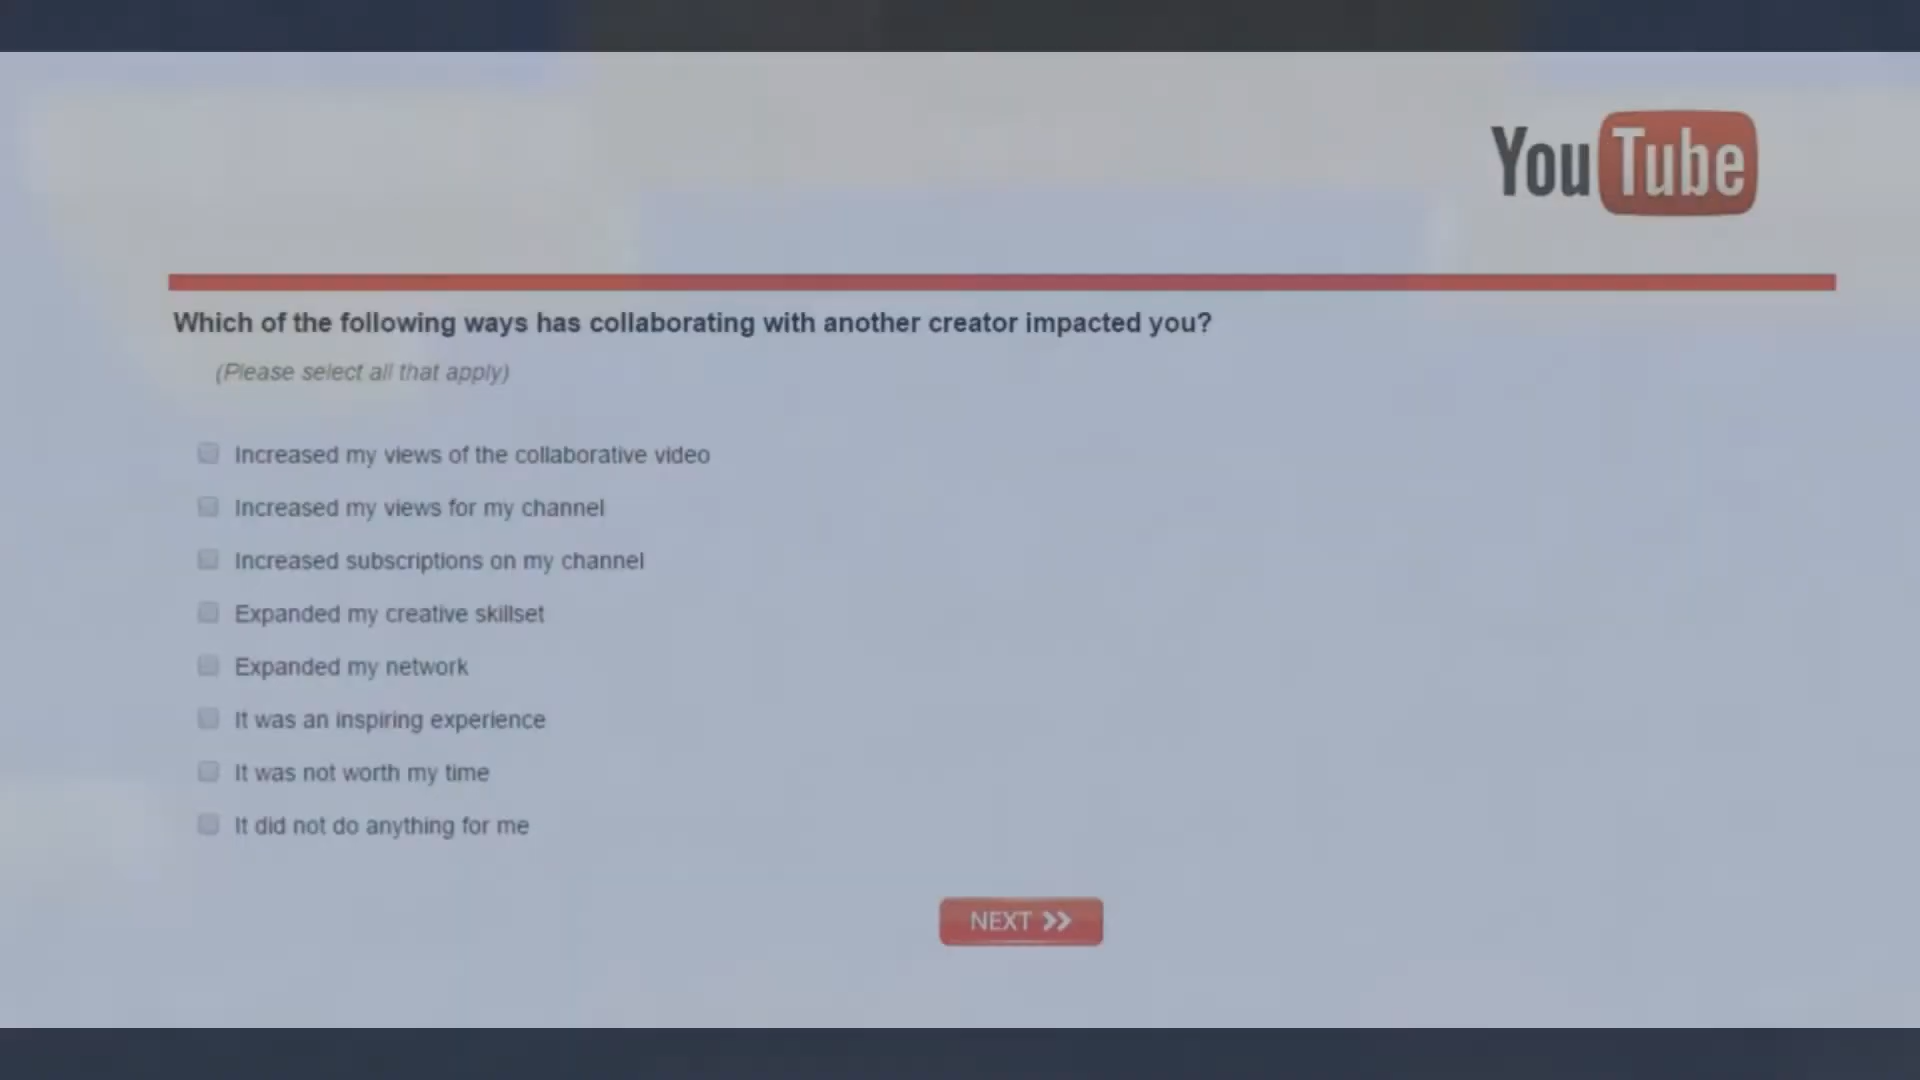 YouTube
Which of the following ways has collaborating with another creator impacted you?
(Please select all that apply)
Increased my views of the collaborative video
Increased my views for my channel
Increased subscriptions on my channel
Expanded my creative skillset
Expanded my network
It was an inspiring experience
It was not worth my time
It did not do anything for me
NEXT >>